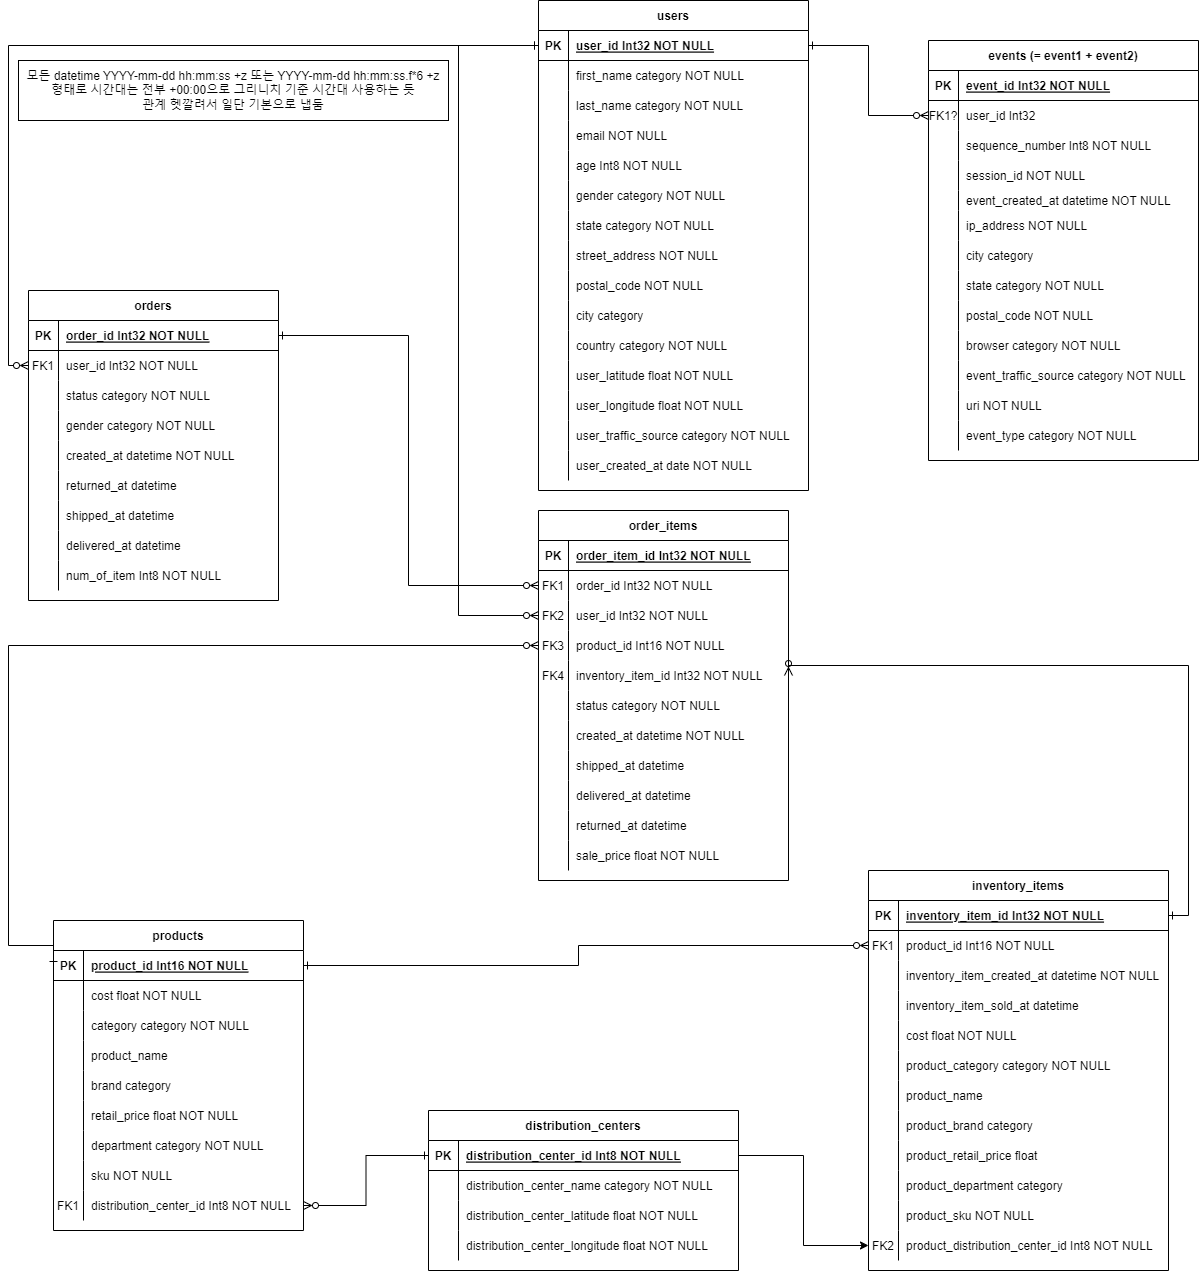 users
PK user_id Int32 NOT NULL
first_name category NOT NULL
last_name category NOT NULL
email NOT NULL
age Int8 NOT NULL
gender category NOT NULL
state category NOT NULL
street_address NOT NULL
postal_code NOT NULL
city category
country category NOT NULL
user_latitude float NOT NULL
user_longitude float NOT NULL
user_traffic_source category NOT NULL
user_created_at date NOT NULL
events (= event1 + event2)
PK event_id Int32 NOT NULL
FK1? user_id Int32
sequence_number Int8 NOT NULL
session_id NOT NULL
event_created_at datetime NOT NULL
ip_address NOT NULL
city category
state category NOT NULL
postal_code NOT NULL
browser category NOT NULL
event_traffic_source category NOT NULL
uri NOT NULL
event_type category NOT NULL
모든 datetime YYYY-mm-dd hh:mm:ss +z 또는 YYYY-mm-dd hh:mm:ss.f*6 +z
형태로 시간대는 전부 +00:00으로 그리니치 기준 시간대 사용하는 듯
관계 헷깔려서 일단 기본으로 냅둠
orders
PK order_id Int32 NOT NULL
FK1 user_id Int32 NOT NULL
status category NOT NULL
gender category NOT NULL
created_at datetime NOT NULL
returned_at datetime
shipped_at datetime
delivered_at datetime
num_of_item Int8 NOT NULL
order_items
PK order_item_id Int32 NOT NULL
FK1 order_id Int32 NOT NULL
FK2 user_id Int32 NOT NULL
FK3 product_id Int16 NOT NULL
FK4 inventory_item_id Int32 NOT NULL
status category NOT NULL
created_at datetime NOT NULL
shipped_at datetime
delivered_at datetime
returned_at datetime
sale_price float NOT NULL
products
PK product_id Int16 NOT NULL
cost float NOT NULL
category category NOT NULL
product_name
brand category
retail_price float NOT NULL
department category NOT NULL
sku NOT NULL
FK1 distribution_center_id Int8 NOT NULL
distribution_centers
PK distribution_center_id Int8 NOT NULL
distribution_center_name category NOT NULL
distribution_center_latitude float NOT NULL
distribution_center_longitude float NOT NULL
inventory_items
PK inventory_item_id Int32 NOT NULL
FK1 product_id Int16 NOT NULL
inventory_item_created_at datetime NOT NULL
inventory_item_sold_at datetime
cost float NOT NULL
product_category category NOT NULL
product_name
product_brand category
product_retail_price float
product_department category
product_sku NOT NULL
FK2 product_distribution_center_id Int8 NOT NULL